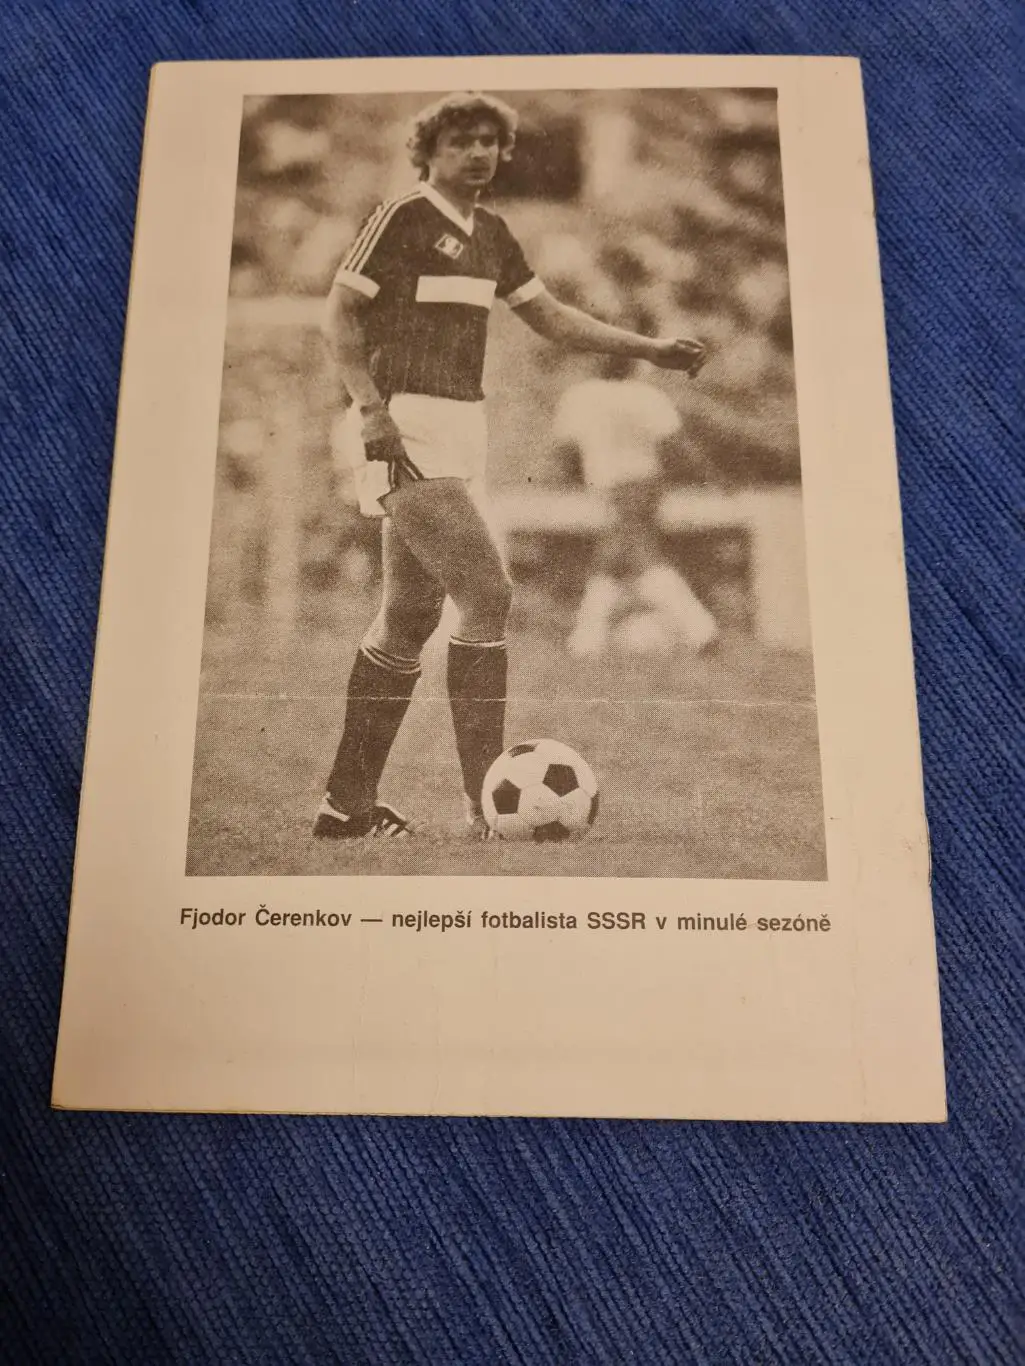 Fjodor Čerenkov — nejlepší fotbalista SSSR v minulé sezóně